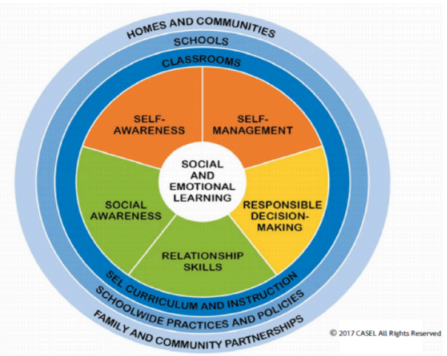 HOMES AND COMMUNITIES
SCHOOLS
CLASSROOMS
SELF-
AWARENESS
SELF-
MANAGEMENT
SOCIAL
AND
EMOTIONAL
LEARNING
SOCIAL
AWARENESS
RESPONSIBLE
DECISION-
MAKING
RELATIONSHIP
SKILLS
SEL CURRICULUM AND INSTRUCTION
SCHOOLWIDE PRACTICES AND POLICIES
FAMILY AND COMMUNITY PARTNERSHIPS
© 2017 CASEL All Rights Reserved